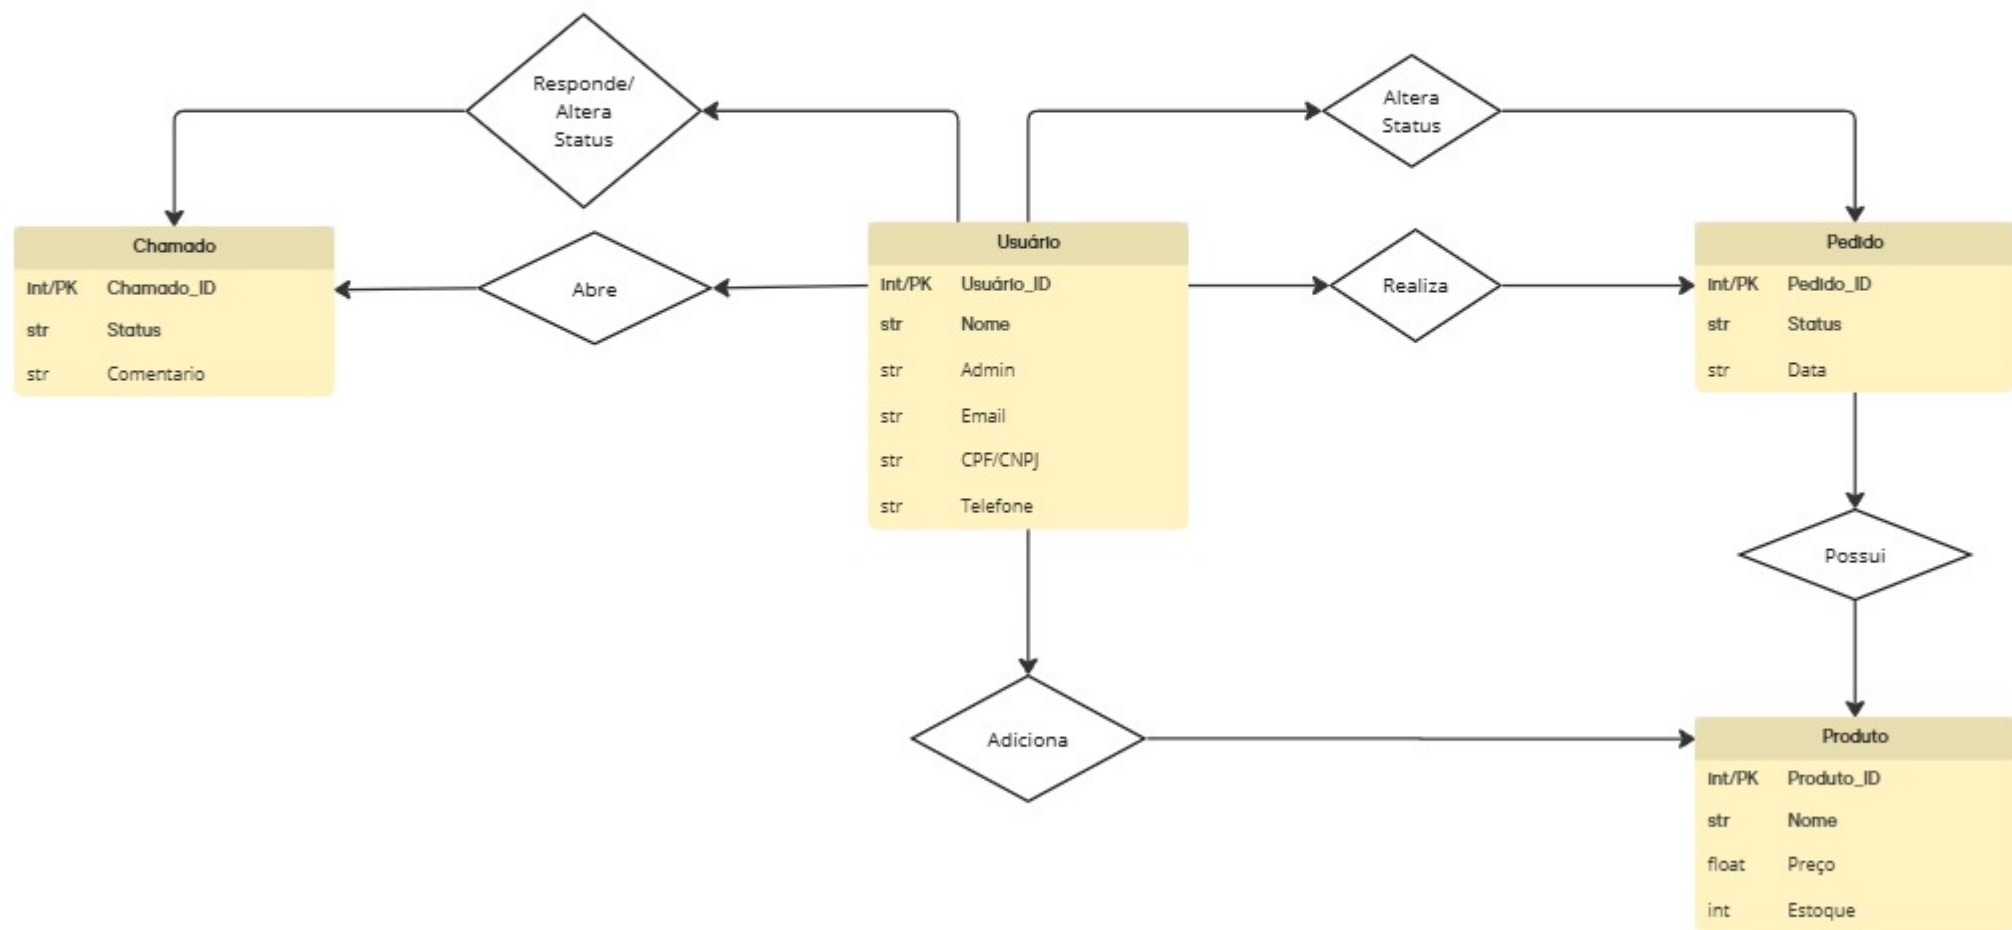 Responde/
Altera
Status
Altera
Status
Chamado
Int/PK Chamado_ID
str Status
str Comentario
Abre
Usuário
Int/PK Usuário_ID
str Nome
str Admin
str Email
str CPF/CNPJ
str Telefone
Realiza
Pedido
Int/PK Pedido_ID
str Status
str Data
Possui
Adiciona
Produto
Int/PK Produto_ID
str Nome
float Preço
int Estoque